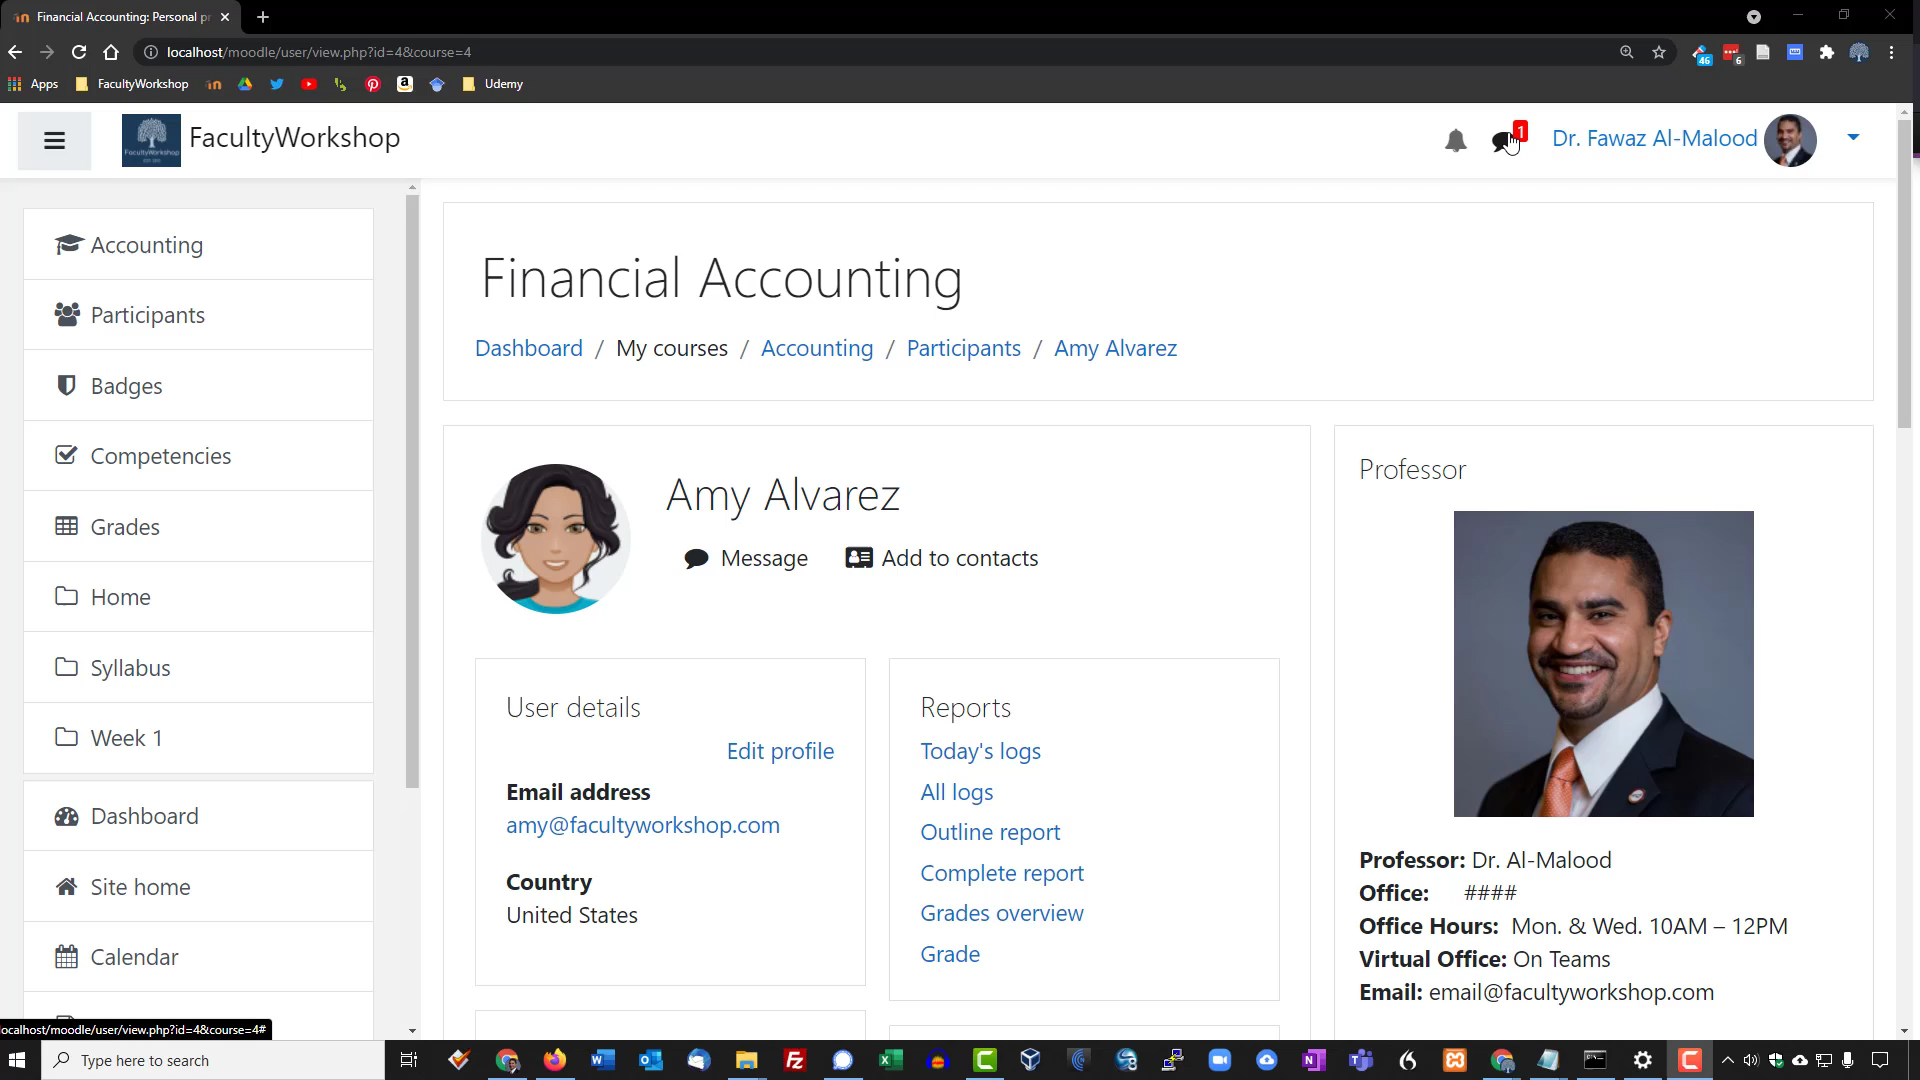 Financial Accounting: Personal pr
localhost/moodle/user/view.php?id=4&course=4
46
6
Apps
FacultyWorkshop
Udemy
FacultyWorkshop
1
Dr. Fawaz Al-Malood
Accounting
Participants
Badges
Competencies
Grades
Home
Syllabus
Week 1
Dashboard
Site home
Calendar
Financial Accounting
Dashboard / My courses / Accounting / Participants / Amy Alvarez
Amy Alvarez
Message
Add to contacts
User details
Edit profile
Email address
amy@facultyworkshop.com
Country
United States
Reports
Today's logs
All logs
Outline report
Complete report
Grades overview
Grade
Professor
Professor: Dr. Al-Malood
Office: ####
Office Hours: Mon. & Wed. 10AM – 12PM
Virtual Office: On Teams
Email: email@facultyworkshop.com
ocalhost/moodle/user/view.php?id=4&course=4#
Type here to search